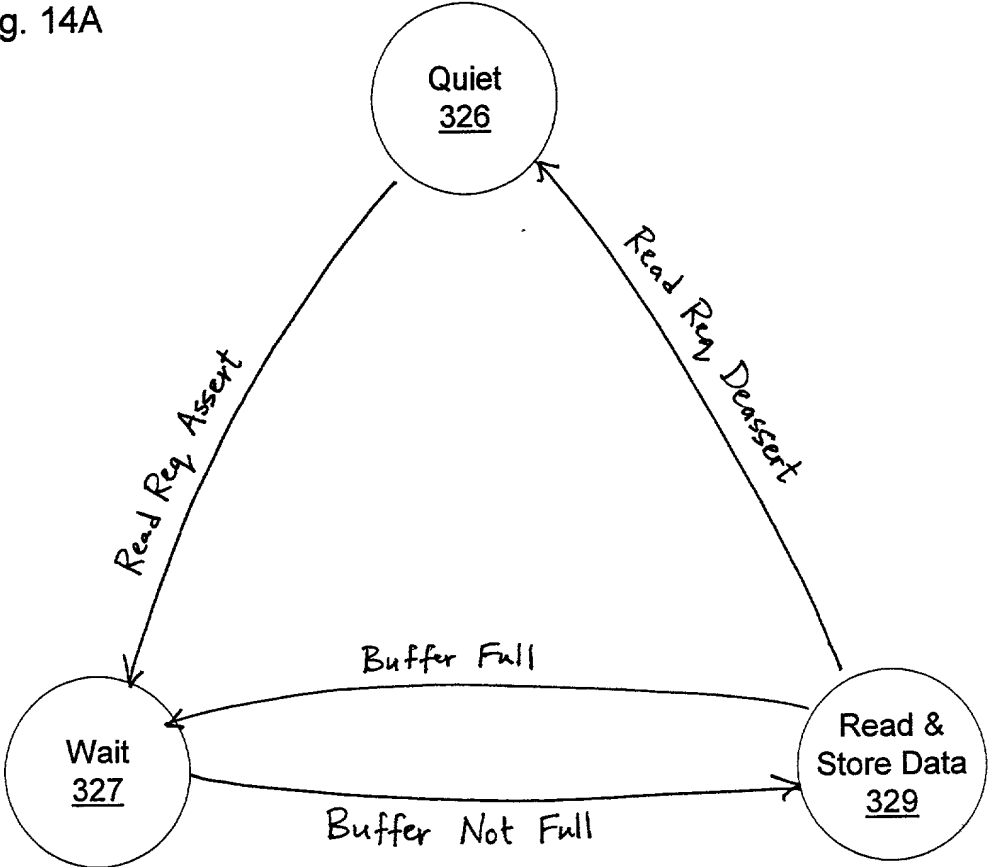 g. 14A
Quiet
326
Read Req Assert
Read Req Deassert
Buffer Full
Wait
327
Read &
Store Data
329
Buffer Not Full